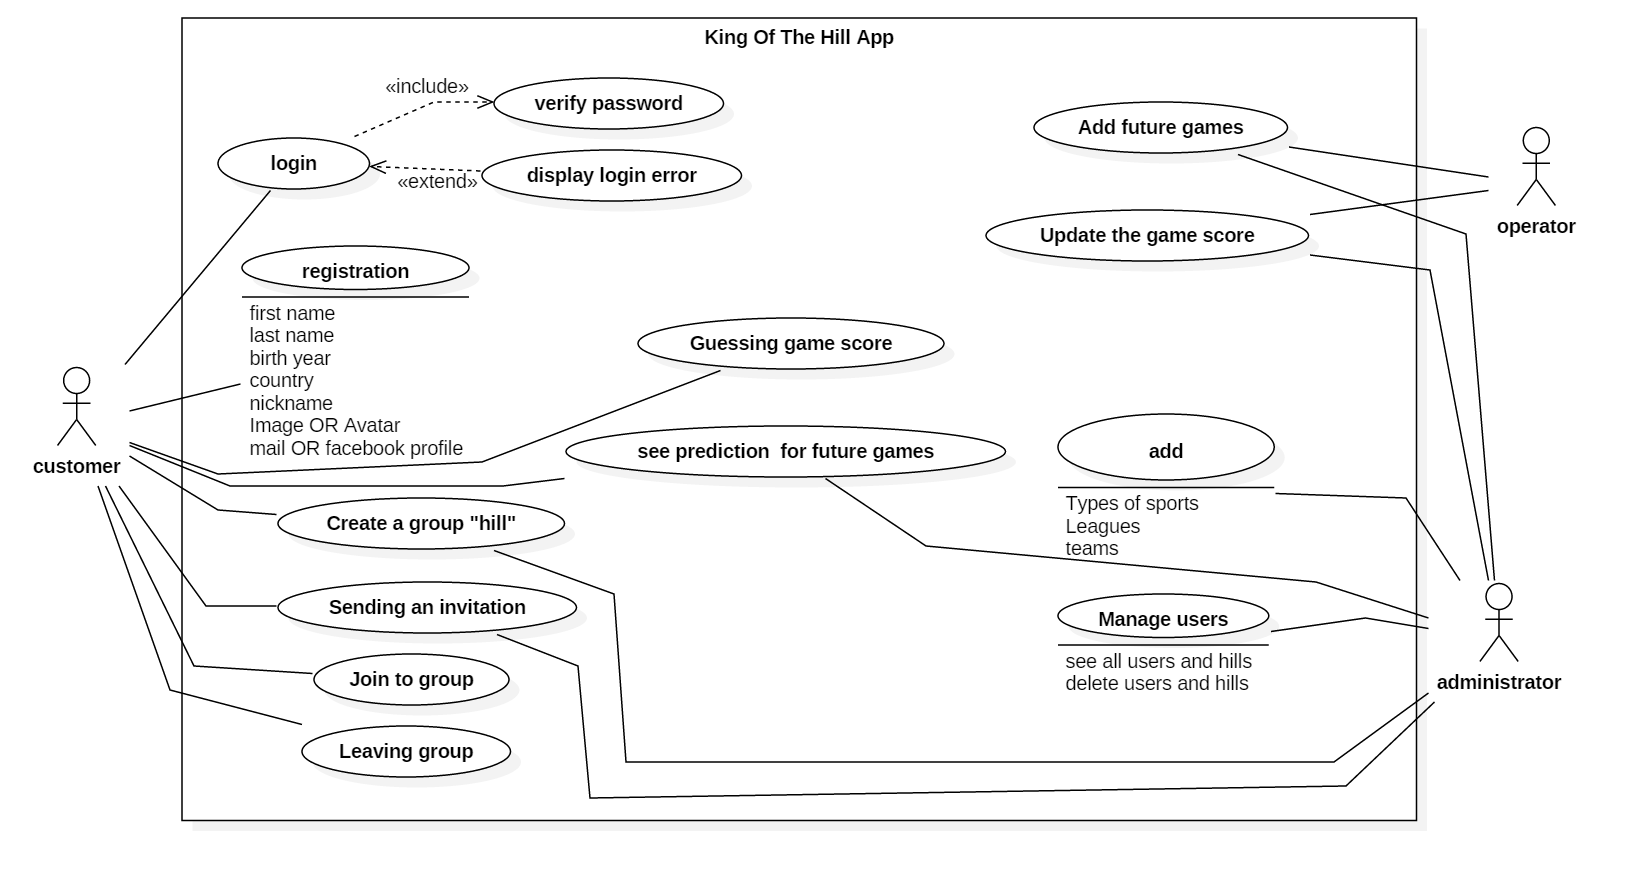 King Of The Hill App
«include»
verify password
login
«extend»
display login error
Add future games
operator
Update the game score
registration
first name
last name
birth year
country
nickname
Image OR Avatar
mail OR facebook profile
Guessing game score
customer
see prediction  for future games
add
Types of sports
Leagues
teams
Create a group "hill"
Sending an invitation
Manage users
see all users and hills
delete users and hills
administrator
Join to group
Leaving group